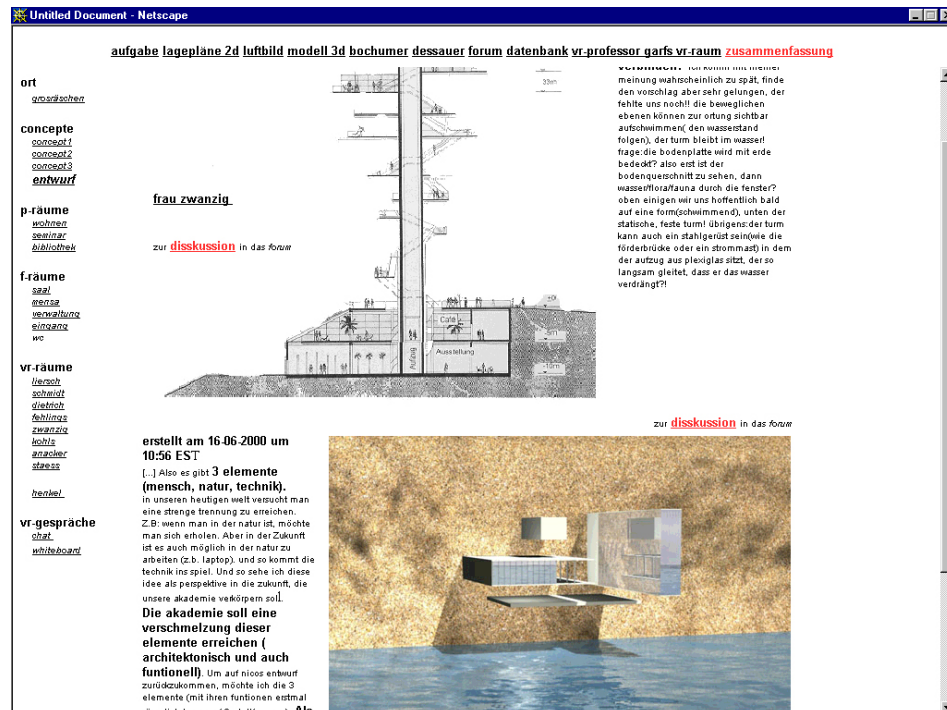 Untitled Document - Netscape
aufgabe lagepläne 2d luftbild modell 3d bochumer dessauer forum datenbank vr-professor garfs vr-raum zusammenfassung
ort
grosräschen
concepte
concept1
concept2
concept3
entwurf
p-räume
wohnen
seminar
bibliothek
f-räume
saal
mensa
verwaltung
eingang
wc
vr-räume
liersch
schmidt
dietrich
fehlings
zwanzig
kohls
anacker
staess
henkel
vr-gespräche
chat
whiteboard
frau zwanzig
zur disskussion in das forum
33m
±0
Café
-5m
Ausstellung
Aufzig
-10m
meinung wahrscheinlich zu spät, finde
den vorschlag aber sehr gelungen, der
fehlte uns noch!! die beweglichen
ebenen können zur ortung sichtbar
aufschwimmen( den wasserstand
folgen), der turm bleibt im wasser!
frage:die bodenplatte wird mit erde
bedeckt? also erst ist der
bodenquerschnitt zu sehen, dann
wasser/flora/fauna durch die fenster?
oben einigen wir uns hoffentlich bald
auf eine form(schwimmend), unten der
statische, feste turm! übrigens:der turm
kann auch ein stahlgerüst sein(wie die
förderbrücke oder ein strommast) in dem
der aufzug aus plexiglas sitzt, der so
langsam gleitet, dass er das wasser
verdrängt?!
zur disskussion in das forum
erstellt am 16-06-2000 um
10:56 EST
[...] Also es gibt 3 elemente
(mensch, natur, technik).
in unseren heutigen welt versucht man
eine strenge trennung zu erreichen.
Z.B: wenn man in der natur ist, möchte
man sich erholen. Aber in der Zukunft
ist es auch möglich in der natur zu
arbeiten (z.b. laptop). und so kommt die
technik ins spiel. Und so sehe ich diese
idee als perspektive in die zukunft, die
unsere akademie verkörpern soll.
Die akademie soll eine
verschmelzung dieser
elemente erreichen (
architektonisch und auch
funtionell). Um auf nicos entwurf
zurückzukommen, möchte ich die 3
elemente (mit ihren funtionen erstmal